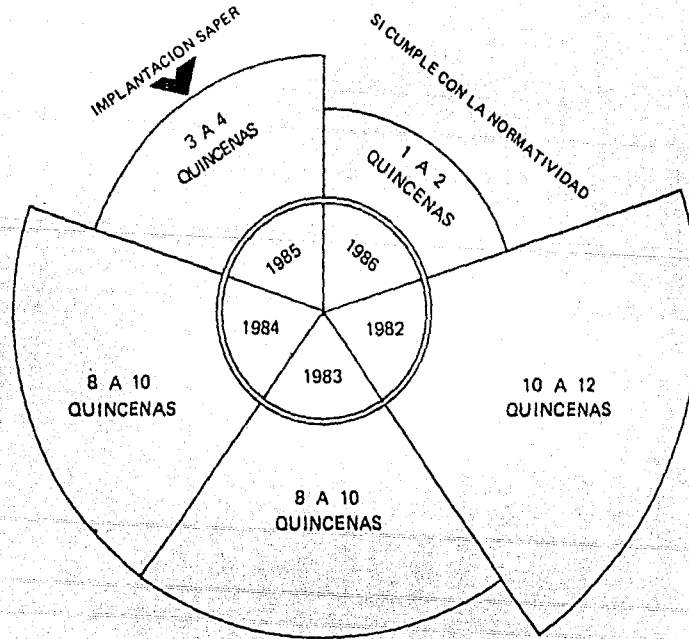 IMPLANTACION SAPER
SI CUMPLE CON LA NORMATIVIDAD
3 A 4
QUINCENAS
1 A 2
QUINCENAS
1985
1986
1984
1982
1983
8 A 10
QUINCENAS
10 A 12
QUINCENAS
8 A 10
QUINCENAS